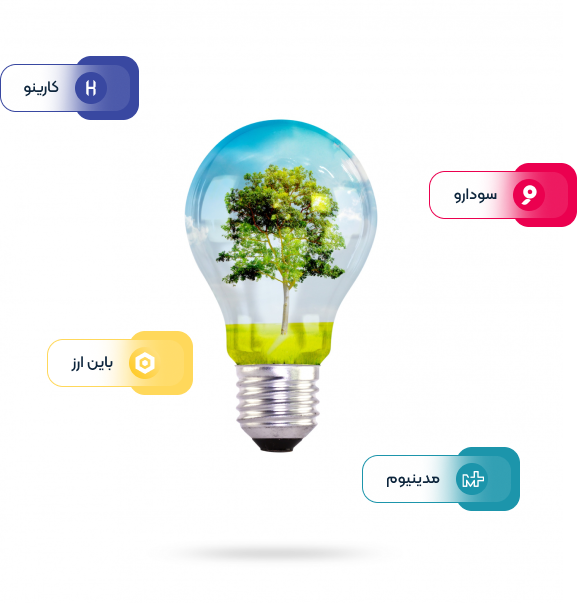 کارینو
سودارو
باین ارز
مدینیوم